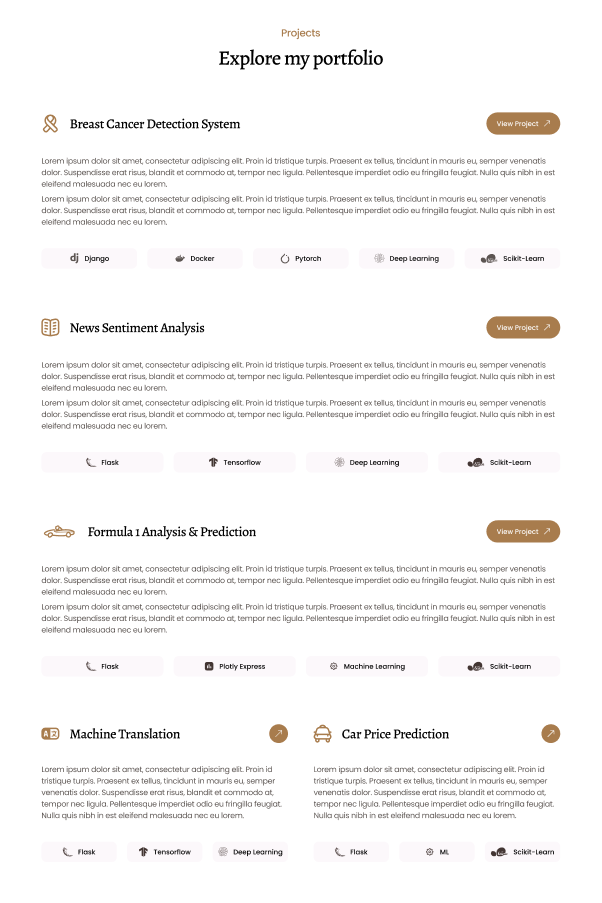 Projects
Explore my portfolio
Breast Cancer Detection System
View Project
Lorem ipsum dolor sit amet, consectetur adipiscing elit. Proin id tristique turpis. Praesent ex tellus, tincidunt in mauris eu, semper venenatis
dolor. Suspendisse erat risus, blandit et commodo at, tempor nec ligula. Pellentesque imperdiet odio eu fringilla feugiat. Nulla quis nibh in est
eleifend malesuada nec eu lorem.
Lorem ipsum dolor sit amet, consectetur adipiscing elit. Proin id tristique turpis. Praesent ex tellus, tincidunt in mauris eu, semper venenatis
dolor. Suspendisse erat risus, blandit et commodo at, tempor nec ligula. Pellentesque imperdiet odio eu fringilla feugiat. Nulla quis nibh in est
eleifend malesuada nec eu lorem.
dj Django
Docker
Pytorch
Deep Learning
Scikit-Learn
News Sentiment Analysis
View Project
Lorem ipsum dolor sit amet, consectetur adipiscing elit. Proin id tristique turpis. Praesent ex tellus, tincidunt in mauris eu, semper venenatis
dolor. Suspendisse erat risus, blandit et commodo at, tempor nec ligula. Pellentesque imperdiet odio eu fringilla feugiat. Nulla quis nibh in est
eleifend malesuada nec eu lorem.
Lorem ipsum dolor sit amet, consectetur adipiscing elit. Proin id tristique turpis. Praesent ex tellus, tincidunt in mauris eu, semper venenatis
dolor. Suspendisse erat risus, blandit et commodo at, tempor nec ligula. Pellentesque imperdiet odio eu fringilla feugiat. Nulla quis nibh in est
eleifend malesuada nec eu lorem.
Flask
Tensorflow
Deep Learning
Scikit-Learn
Formula 1 Analysis & Prediction
View Project
Lorem ipsum dolor sit amet, consectetur adipiscing elit. Proin id tristique turpis. Praesent ex tellus, tincidunt in mauris eu, semper venenatis
dolor. Suspendisse erat risus, blandit et commodo at, tempor nec ligula. Pellentesque imperdiet odio eu fringilla feugiat. Nulla quis nibh in est
eleifend malesuada nec eu lorem.
Lorem ipsum dolor sit amet, consectetur adipiscing elit. Proin id tristique turpis. Praesent ex tellus, tincidunt in mauris eu, semper venenatis
dolor. Suspendisse erat risus, blandit et commodo at, tempor nec ligula. Pellentesque imperdiet odio eu fringilla feugiat. Nulla quis nibh in est
eleifend malesuada nec eu lorem.
Flask
Plotly Express
Machine Learning
Scikit-Learn
Machine Translation
Lorem ipsum dolor sit amet, consectetur adipiscing elit. Proin id
tristique turpis. Praesent ex tellus, tincidunt in mauris eu, semper
venenatis dolor. Suspendisse erat risus, blandit et commodo at,
tempor nec ligula. Pellentesque imperdiet odio eu fringilla feugiat.
Nulla quis nibh in est eleifend malesuada nec eu lorem.
Flask
Tensorflow
Deep Learning
Car Price Prediction
Lorem ipsum dolor sit amet, consectetur adipiscing elit. Proin id
tristique turpis. Praesent ex tellus, tincidunt in mauris eu, semper
venenatis dolor. Suspendisse erat risus, blandit et commodo at,
tempor nec ligula. Pellentesque imperdiet odio eu fringilla feugiat.
Nulla quis nibh in est eleifend malesuada nec eu lorem.
Flask
ML
Scikit-Learn